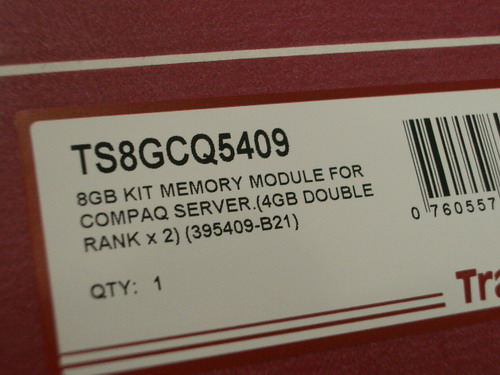 TS8GCQ5409
8GB KIT MEMORY MODULE FOR
COMPAQ SERVER.(4GB DOUBLE
RANK x 2) (395409-B21)
0 760557
QTY: 1
Tra